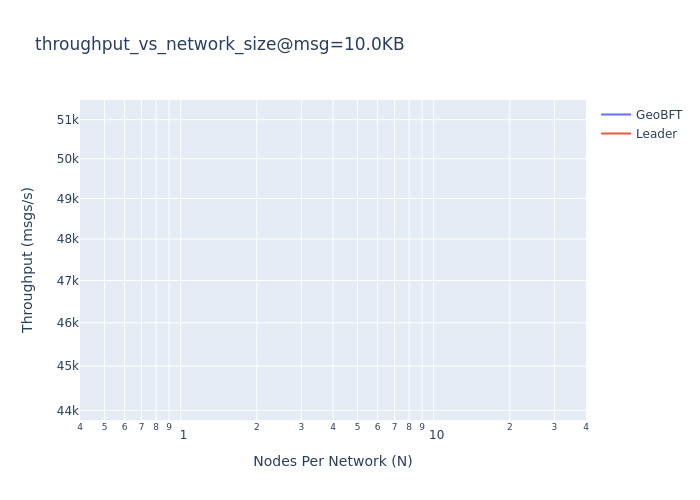 throughput_vs_network_size@msg=10.0KB
GeoBFT
Leader
Throughput (msgs/s)
51k
50k
49k
48k
47k
46k
45k
44k
4 5 6 7 8 9 1 2 3 4 5 6 7 8 9 10 2 3 4
Nodes Per Network (N)